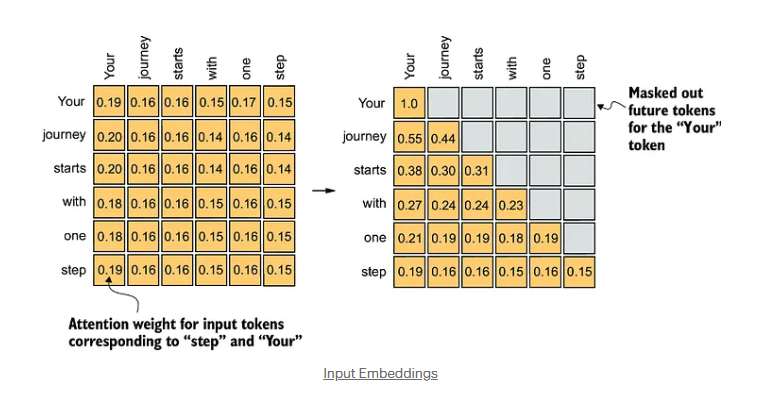 Your journey starts with one step
Your 0.19 0.16 0.16 0.15 0.17 0.15
journey 0.20 0.16 0.16 0.14 0.16 0.14
starts 0.20 0.16 0.16 0.14 0.16 0.14
with 0.18 0.16 0.16 0.15 0.16 0.15
one 0.18 0.16 0.16 0.15 0.16 0.15
step 0.19 0.16 0.16 0.15 0.16 0.15
Attention weight for input tokens
corresponding to “step” and “Your”
Your journey starts with one step
Your 1.0
journey 0.55 0.44
starts 0.38 0.30 0.31
with 0.27 0.24 0.24 0.23
one 0.21 0.19 0.19 0.18 0.19
step 0.19 0.16 0.16 0.15 0.16 0.15
Masked out
future tokens
for the “Your”
token
Input Embeddings